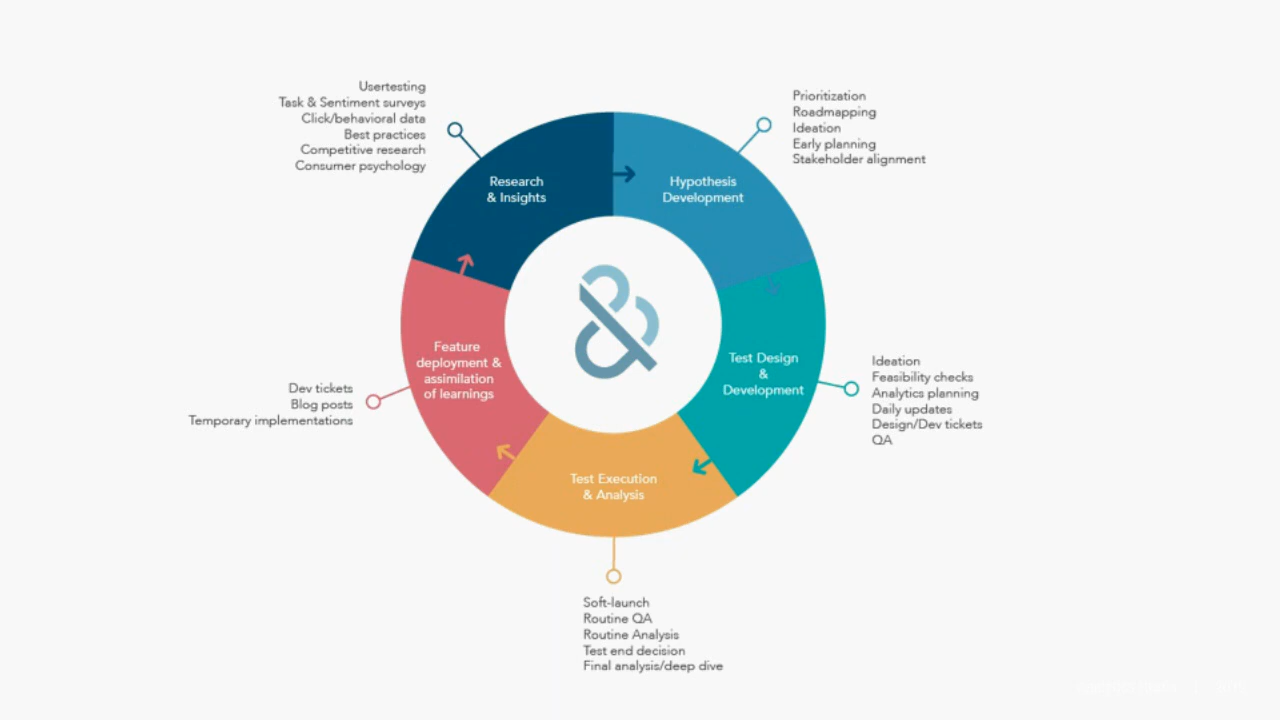 Usertesting
Task & Sentiment surveys
Click/behavioral data
Best practices
Competitive research
Consumer psychology
Prioritization
Roadmapping
Ideation
Early planning
Stakeholder alignment
Research
& Insights
Hypothesis
Development
Feature
deployment &
assimilation
of learnings
&
Test Design
&
Development
Ideation
Feasibility checks
Analytics planning
Daily updates
Design/Dev tickets
QA
Dev tickets
Blog posts
Temporary implementations
Test Execution
& Analysis
Soft-launch
Routine QA
Routine Analysis
Test end decision
Final analysis/deep dive